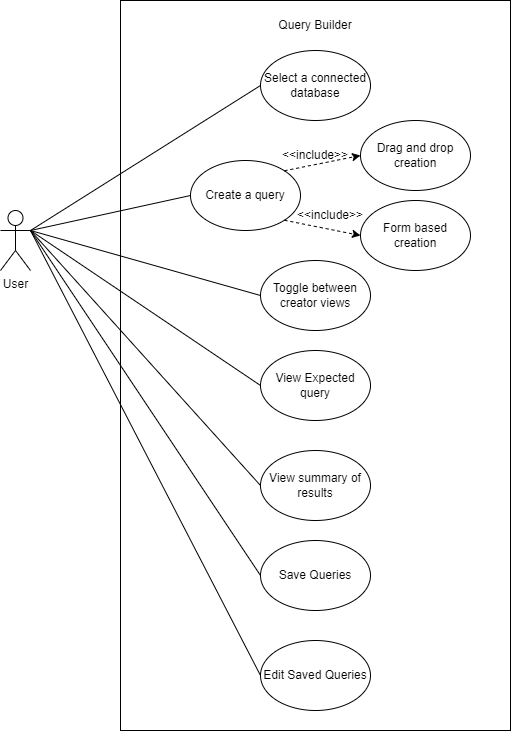 Query Builder
Select a connected
database
<<include>>
Drag and drop
creation
Create a query
<<include>>
Form based
creation
User
Toggle between
creator views
View Expected
query
View summary of
results
Save Queries
Edit Saved Queries